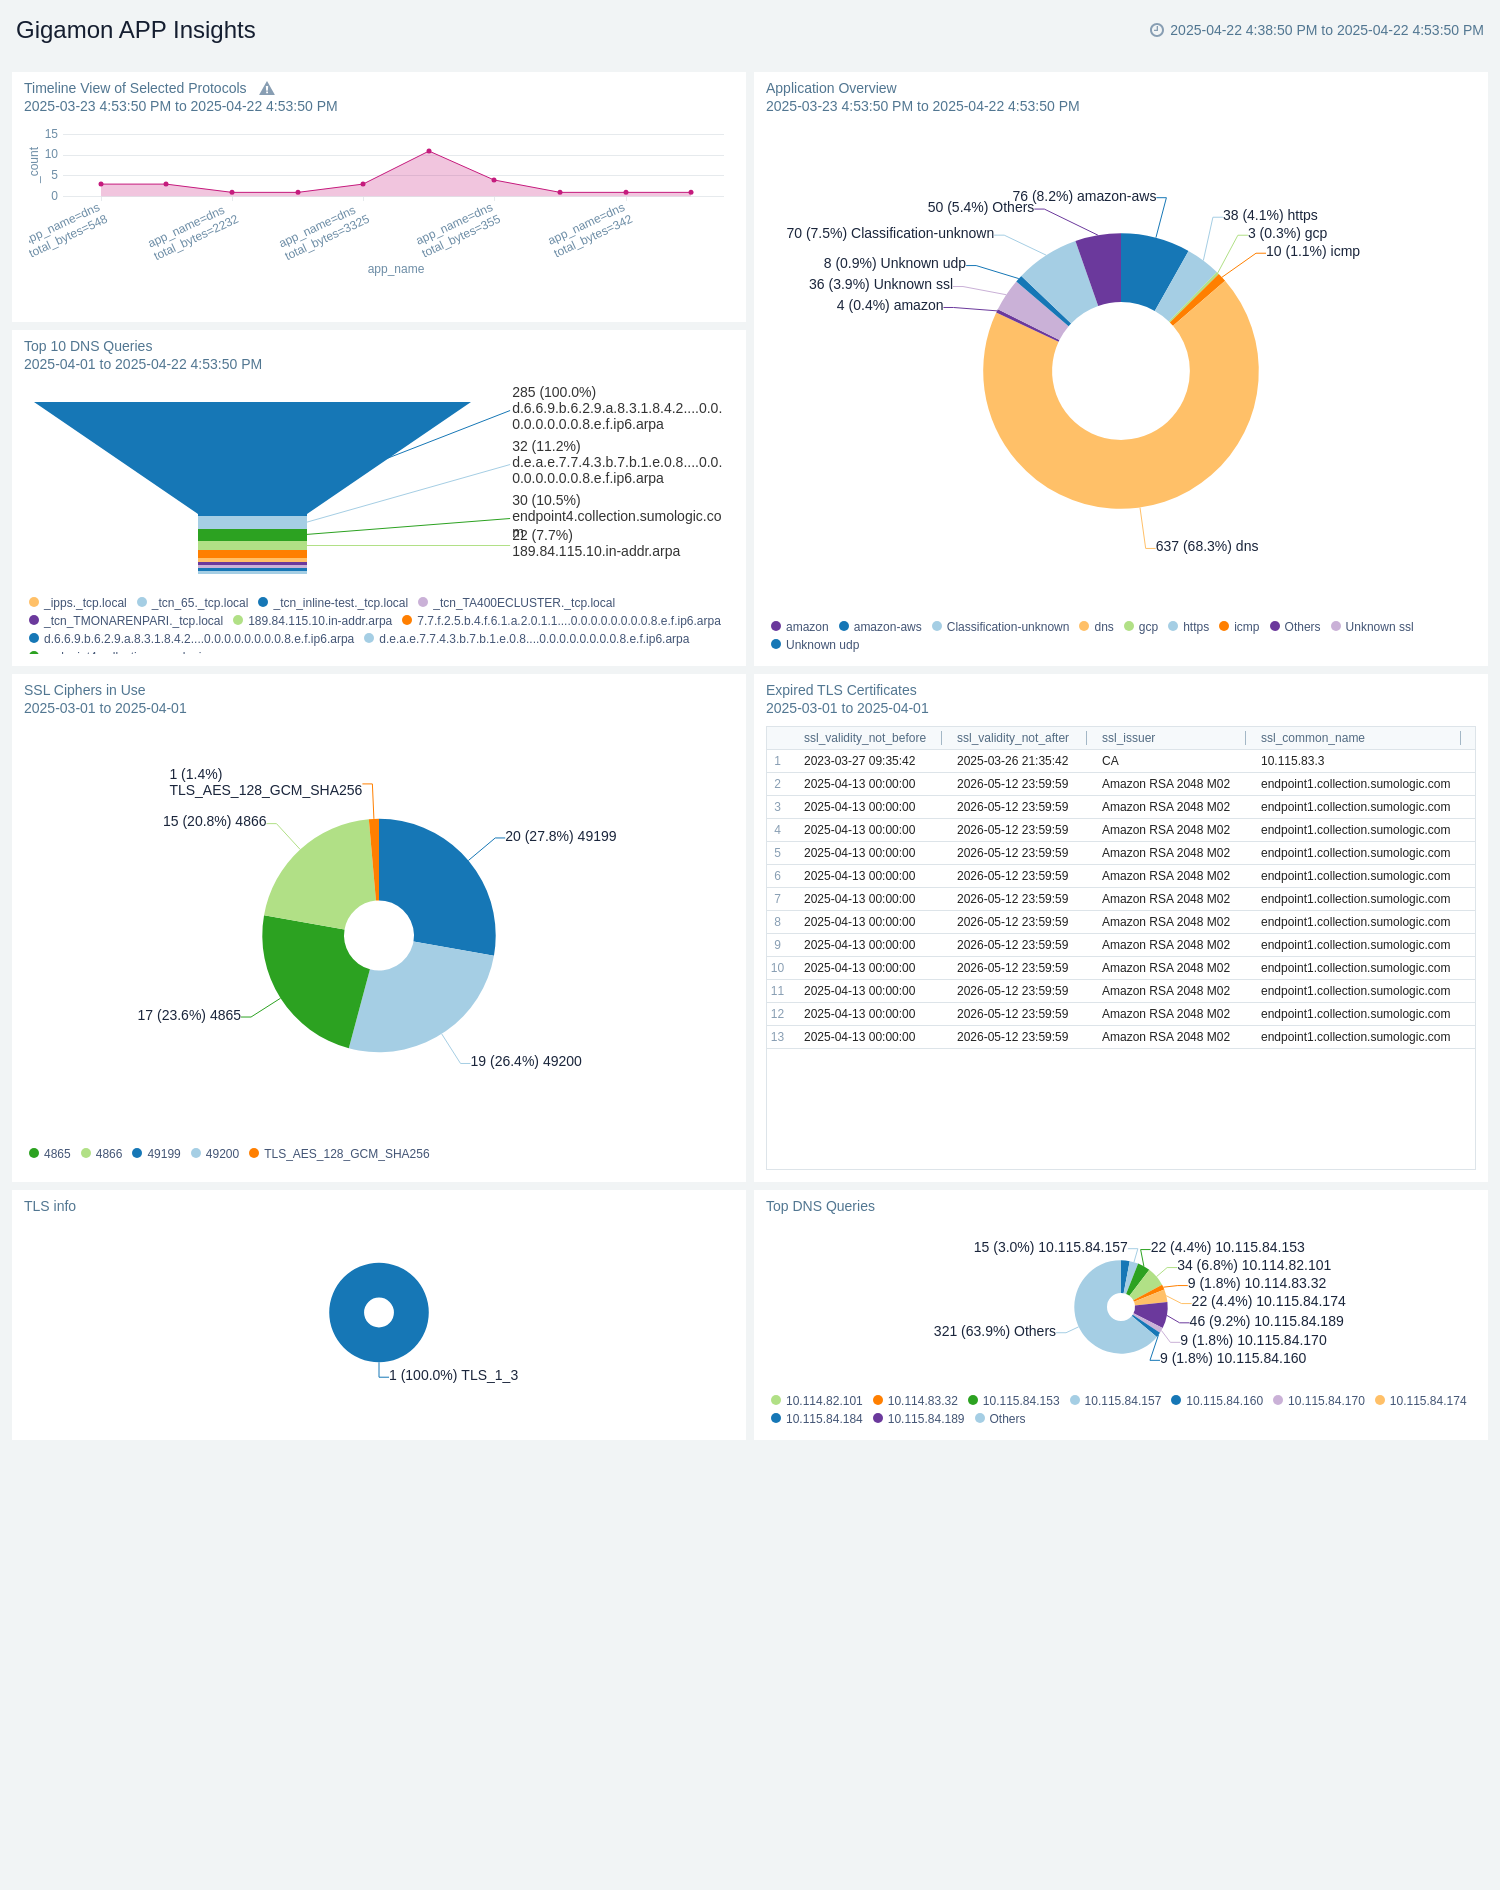 Gigamon APP Insights
2025-04-22 4:38:50 PM to 2025-04-22 4:53:50 PM
Timeline View of Selected Protocols
2025-03-23 4:53:50 PM to 2025-04-22 4:53:50 PM
_count
15
10
5
0
app_name=dns
total_bytes=548
app_name=dns
total_bytes=2232
app_name=dns
total_bytes=3325
app_name=dns
total_bytes=355
app_name=dns
total_bytes=342
app_name
Application Overview
2025-03-23 4:53:50 PM to 2025-04-22 4:53:50 PM
76 (8.2%) amazon-aws
50 (5.4%) Others
38 (4.1%) https
70 (7.5%) Classification-unknown
3 (0.3%) gcp
10 (1.1%) icmp
8 (0.9%) Unknown udp
36 (3.9%) Unknown ssl
4 (0.4%) amazon
637 (68.3%) dns
amazon amazon-aws Classification-unknown dns gcp https icmp Others Unknown ssl
Unknown udp
Top 10 DNS Queries
2025-04-01 to 2025-04-22 4:53:50 PM
285 (100.0%)
d.6.6.9.b.6.2.9.a.8.3.1.8.4.2....0.0.
0.0.0.0.0.0.8.e.f.ip6.arpa
32 (11.2%)
d.e.a.e.7.7.4.3.b.7.b.1.e.0.8....0.0.
0.0.0.0.0.0.8.e.f.ip6.arpa
30 (10.5%)
endpoint4.collection.sumologic.co
m
22 (7.7%)
189.84.115.10.in-addr.arpa
_ipps._tcp.local _tcn_65._tcp.local _tcn_inline-test._tcp.local _tcn_TA400ECLUSTER._tcp.local
_tcn_TMONARENPARI._tcp.local 189.84.115.10.in-addr.arpa 7.7.f.2.5.b.4.f.6.1.a.2.0.1.1....0.0.0.0.0.0.0.0.8.e.f.ip6.arpa
d.6.6.9.b.6.2.9.a.8.3.1.8.4.2....0.0.0.0.0.0.0.0.8.e.f.ip6.arpa d.e.a.e.7.7.4.3.b.7.b.1.e.0.8....0.0.0.0.0.0.0.0.8.e.f.ip6.arpa
SSL Ciphers in Use
2025-03-01 to 2025-04-01
1 (1.4%)
TLS_AES_128_GCM_SHA256
15 (20.8%) 4866
20 (27.8%) 49199
17 (23.6%) 4865
19 (26.4%) 49200
4865 4866 49199 49200 TLS_AES_128_GCM_SHA256
Expired TLS Certificates
2025-03-01 to 2025-04-01
ssl_validity_not_before ssl_validity_not_after ssl_issuer ssl_common_name
1 2023-03-27 09:35:42 2025-03-26 21:35:42 CA 10.115.83.3
2 2025-04-13 00:00:00 2026-05-12 23:59:59 Amazon RSA 2048 M02 endpoint1.collection.sumologic.com
3 2025-04-13 00:00:00 2026-05-12 23:59:59 Amazon RSA 2048 M02 endpoint1.collection.sumologic.com
4 2025-04-13 00:00:00 2026-05-12 23:59:59 Amazon RSA 2048 M02 endpoint1.collection.sumologic.com
5 2025-04-13 00:00:00 2026-05-12 23:59:59 Amazon RSA 2048 M02 endpoint1.collection.sumologic.com
6 2025-04-13 00:00:00 2026-05-12 23:59:59 Amazon RSA 2048 M02 endpoint1.collection.sumologic.com
7 2025-04-13 00:00:00 2026-05-12 23:59:59 Amazon RSA 2048 M02 endpoint1.collection.sumologic.com
8 2025-04-13 00:00:00 2026-05-12 23:59:59 Amazon RSA 2048 M02 endpoint1.collection.sumologic.com
9 2025-04-13 00:00:00 2026-05-12 23:59:59 Amazon RSA 2048 M02 endpoint1.collection.sumologic.com
10 2025-04-13 00:00:00 2026-05-12 23:59:59 Amazon RSA 2048 M02 endpoint1.collection.sumologic.com
11 2025-04-13 00:00:00 2026-05-12 23:59:59 Amazon RSA 2048 M02 endpoint1.collection.sumologic.com
12 2025-04-13 00:00:00 2026-05-12 23:59:59 Amazon RSA 2048 M02 endpoint1.collection.sumologic.com
13 2025-04-13 00:00:00 2026-05-12 23:59:59 Amazon RSA 2048 M02 endpoint1.collection.sumologic.com
TLS info
1 (100.0%) TLS_1_3
Top DNS Queries
15 (3.0%) 10.115.84.157
22 (4.4%) 10.115.84.153
34 (6.8%) 10.114.82.101
9 (1.8%) 10.114.83.32
22 (4.4%) 10.115.84.174
46 (9.2%) 10.115.84.189
321 (63.9%) Others
9 (1.8%) 10.115.84.170
9 (1.8%) 10.115.84.160
10.114.82.101 10.114.83.32 10.115.84.153 10.115.84.157 10.115.84.160 10.115.84.170 10.115.84.174
10.115.84.184 10.115.84.189 Others